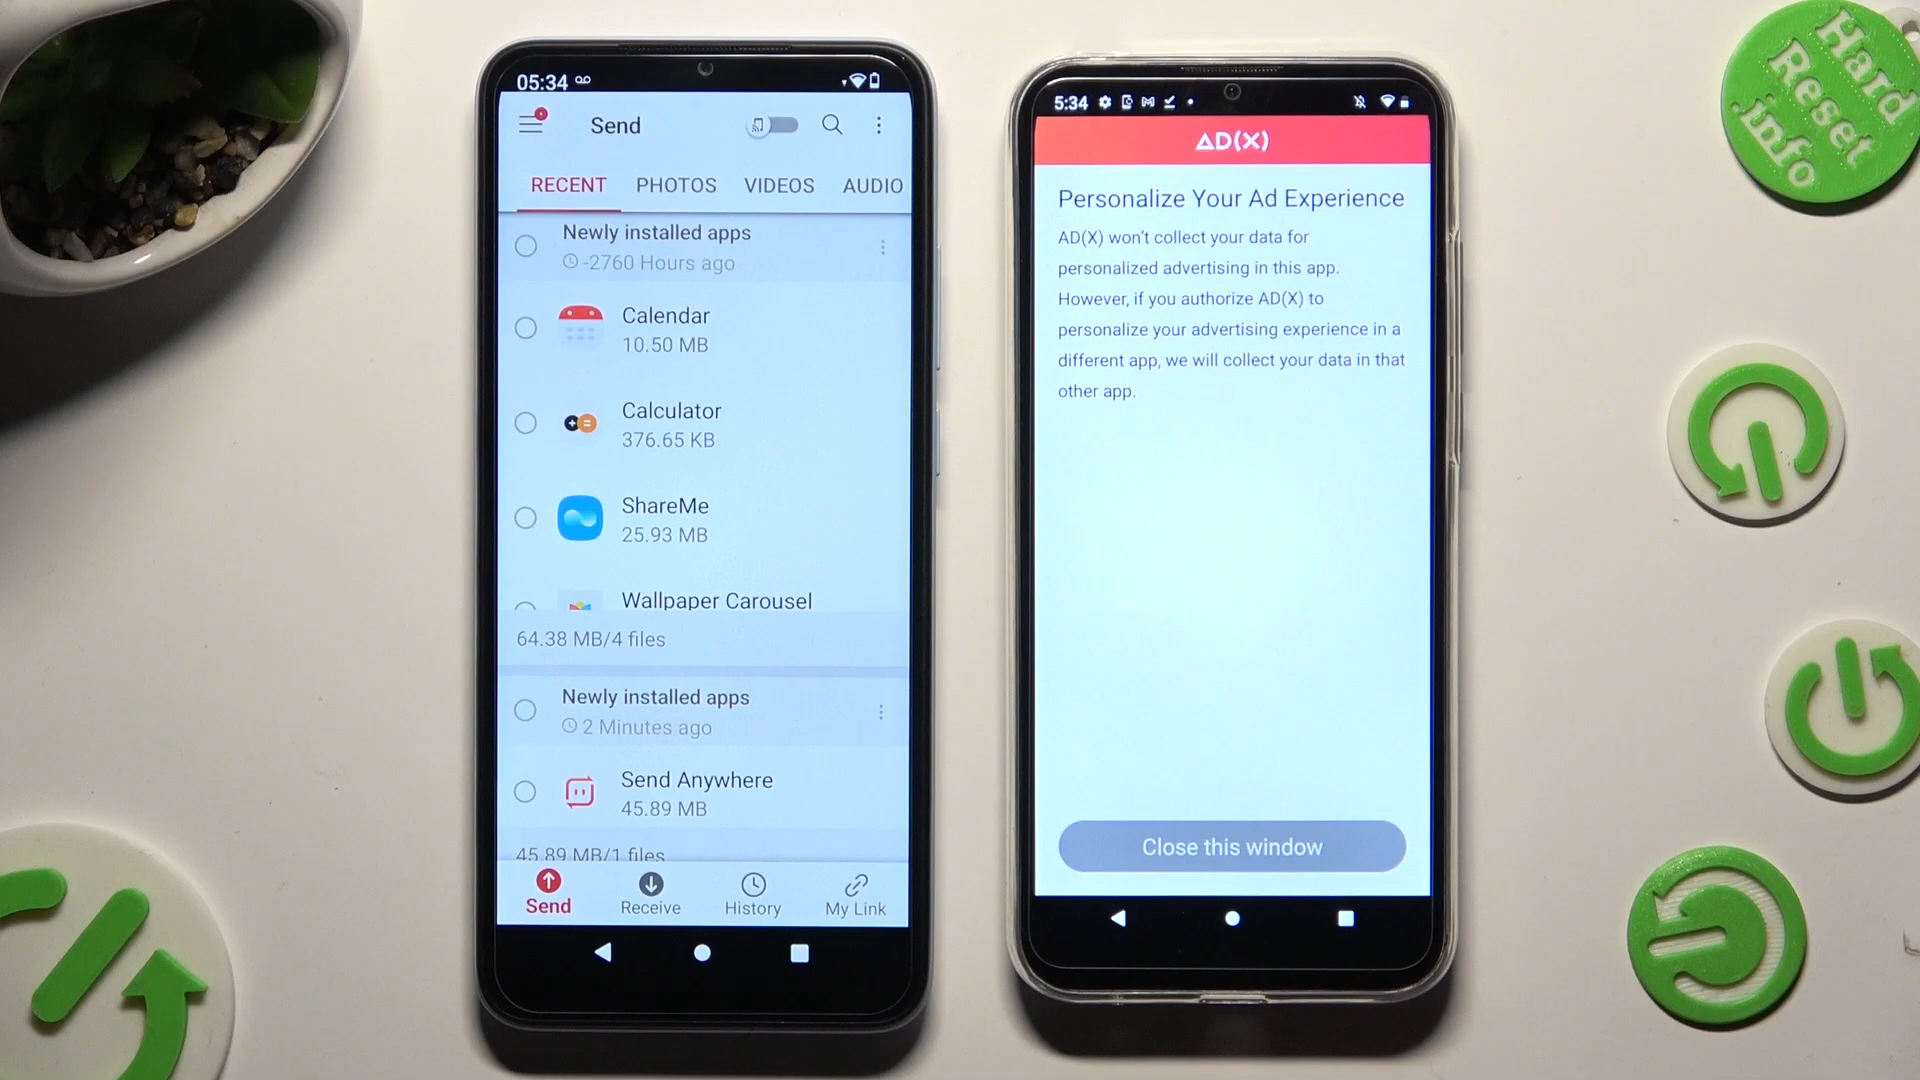 05:34
Send
RECENT PHOTOS VIDEOS AUDIO
Newly installed apps
-2760 Hours ago
Calendar
10.50 MB
Calculator
376.65 KB
ShareMe
25.93 MB
Wallpaper Carousel
64.38 MB/4 files
Newly installed apps
2 Minutes ago
Send Anywhere
45.89 MB
45.89 MB/1 files
Send Receive History My Link
5:34
AD(X)
Personalize Your Ad Experience
AD(X) won't collect your data for
personalized advertising in this app.
However, if you authorize AD(X) to
personalize your advertising experience in a
different app, we will collect your data in that
other app.
Close this window
Hard
Reset
.info